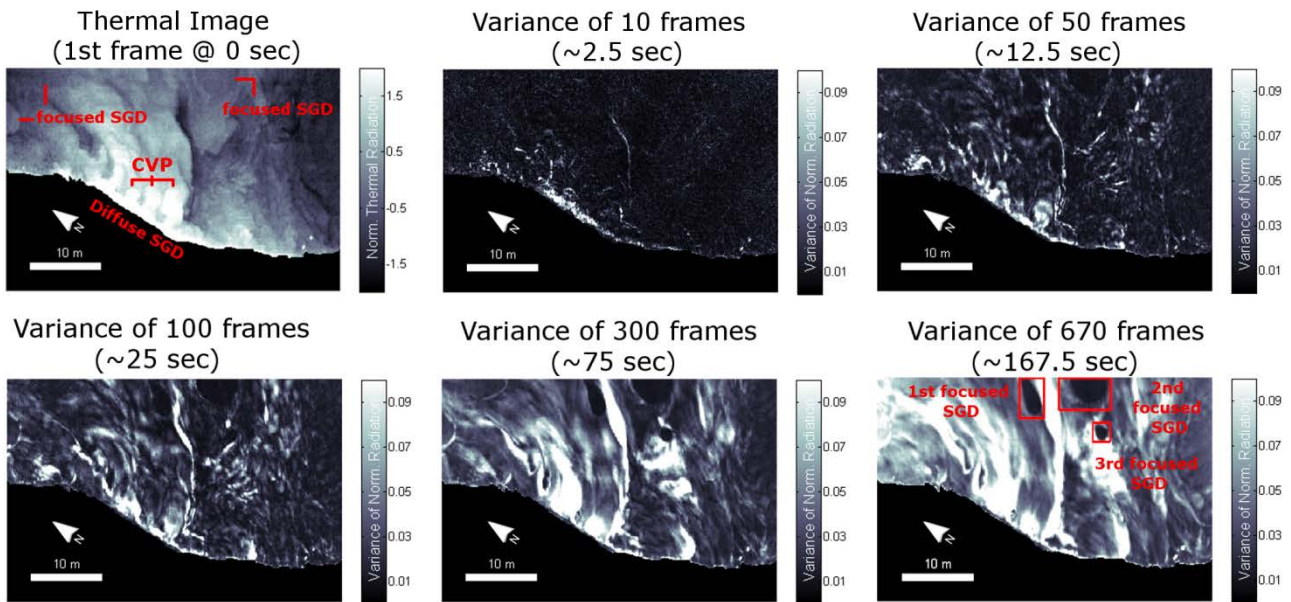 Thermal Image
(1st frame @ 0 sec)
focused SGD
focused SGD
CVP
Diffuse SGD
N
10 m
1.5
0.5
-0.5
-1.5
Norm. Thermal Radiation
Variance of 10 frames
(~2.5 sec)
N
10 m
0.09
0.07
0.05
0.03
0.01
Variance of Norm. Radiation
Variance of 50 frames
(~12.5 sec)
N
10 m
0.09
0.07
0.05
0.03
0.01
Variance of Norm. Radiation
Variance of 100 frames
(~25 sec)
N
10 m
0.09
0.07
0.05
0.03
0.01
Variance of Norm. Radiation
Variance of 300 frames
(~75 sec)
N
10 m
0.09
0.07
0.05
0.03
0.01
Variance of Norm. Radiation
Variance of 670 frames
(~167.5 sec)
1st focused
SGD
2nd
focused
SGD
3rd focused
SGD
N
10 m
0.09
0.07
0.05
0.03
0.01
Variance of Norm. Radiation